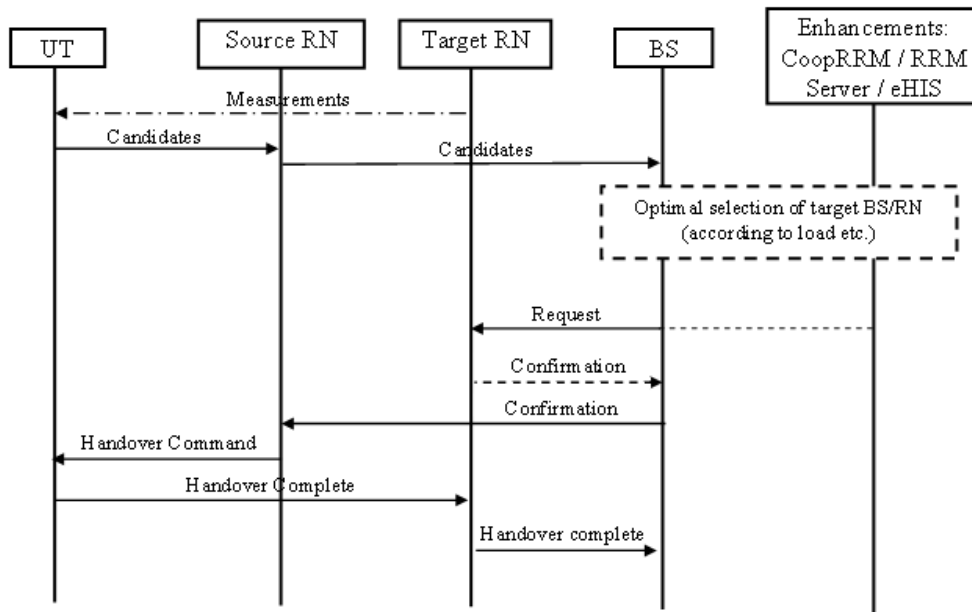 UT
Source RN
Target RN
BS
Enhancements:
CoopRRM / RRM
Server / eHIS
Measurements
Candidates
Candidates
Optimal selection of target BS/RN
(according to load etc.)
Request
Confirmation
Confirmation
Handover Command
Handover Complete
Handover complete